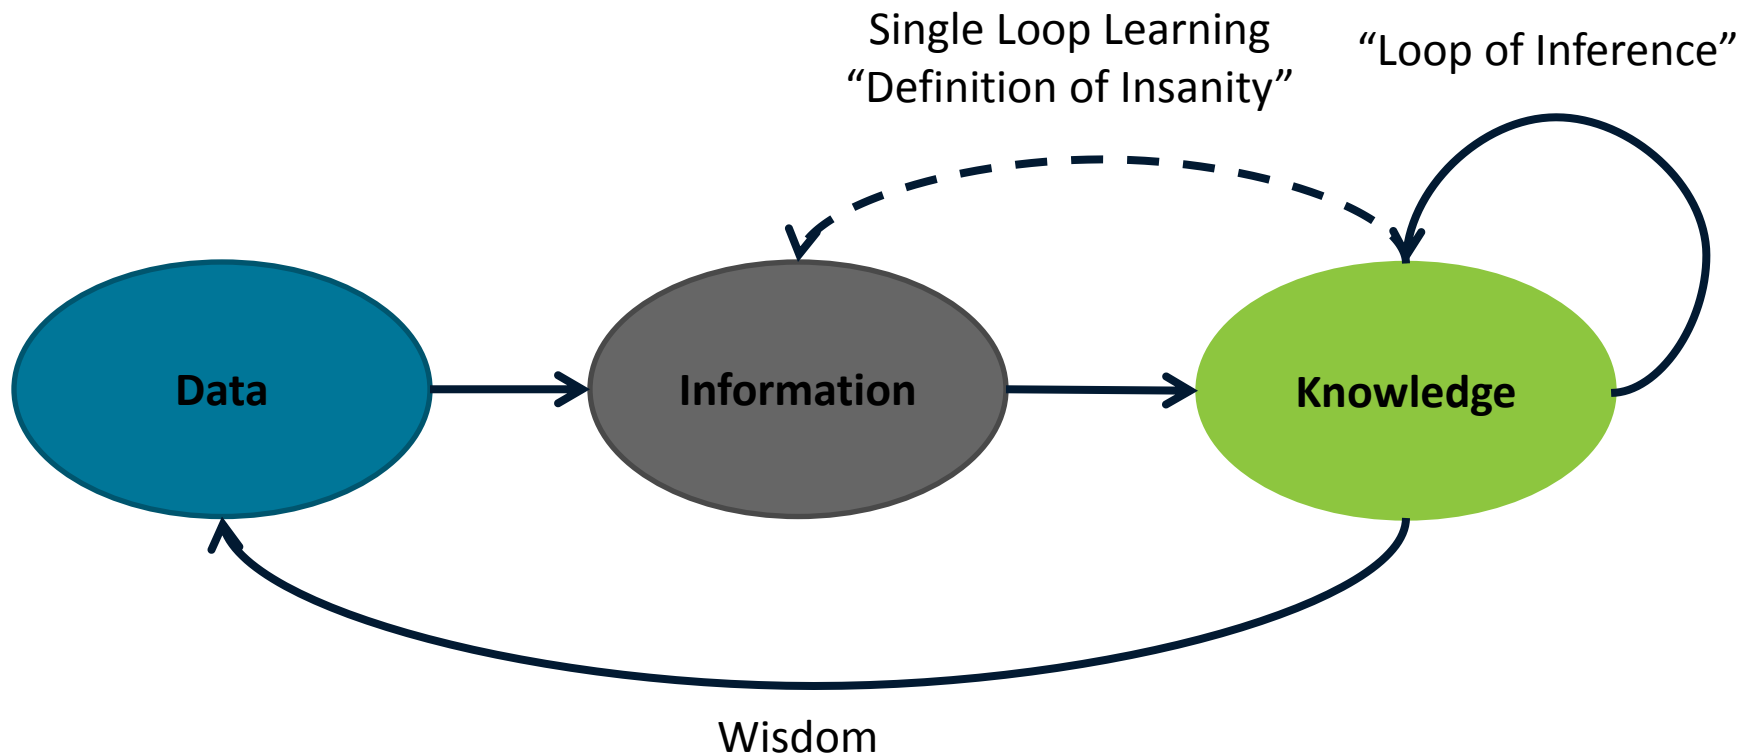 Single Loop Learning
“Definition of Insanity”
“Loop of Inference”
Data
Information
Knowledge
Wisdom